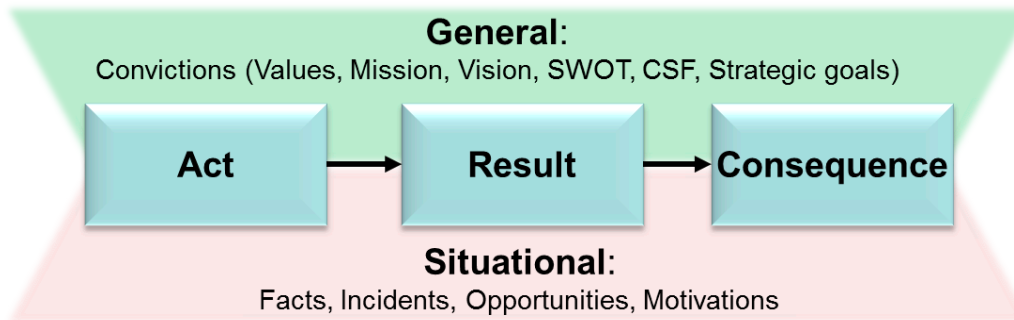 General:
Convictions (Values, Mission, Vision, SWOT, CSF, Strategic goals)
Act
Result
Consequence
Situational:
Facts, Incidents, Opportunities, Motivations